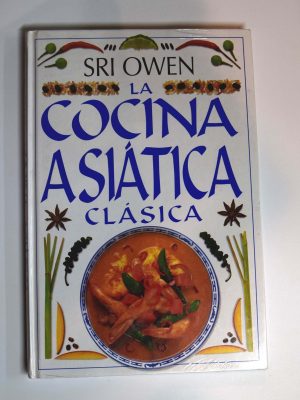 SRI OWEN
LA
COCINA
ASIÁTICA
CLÁSICA